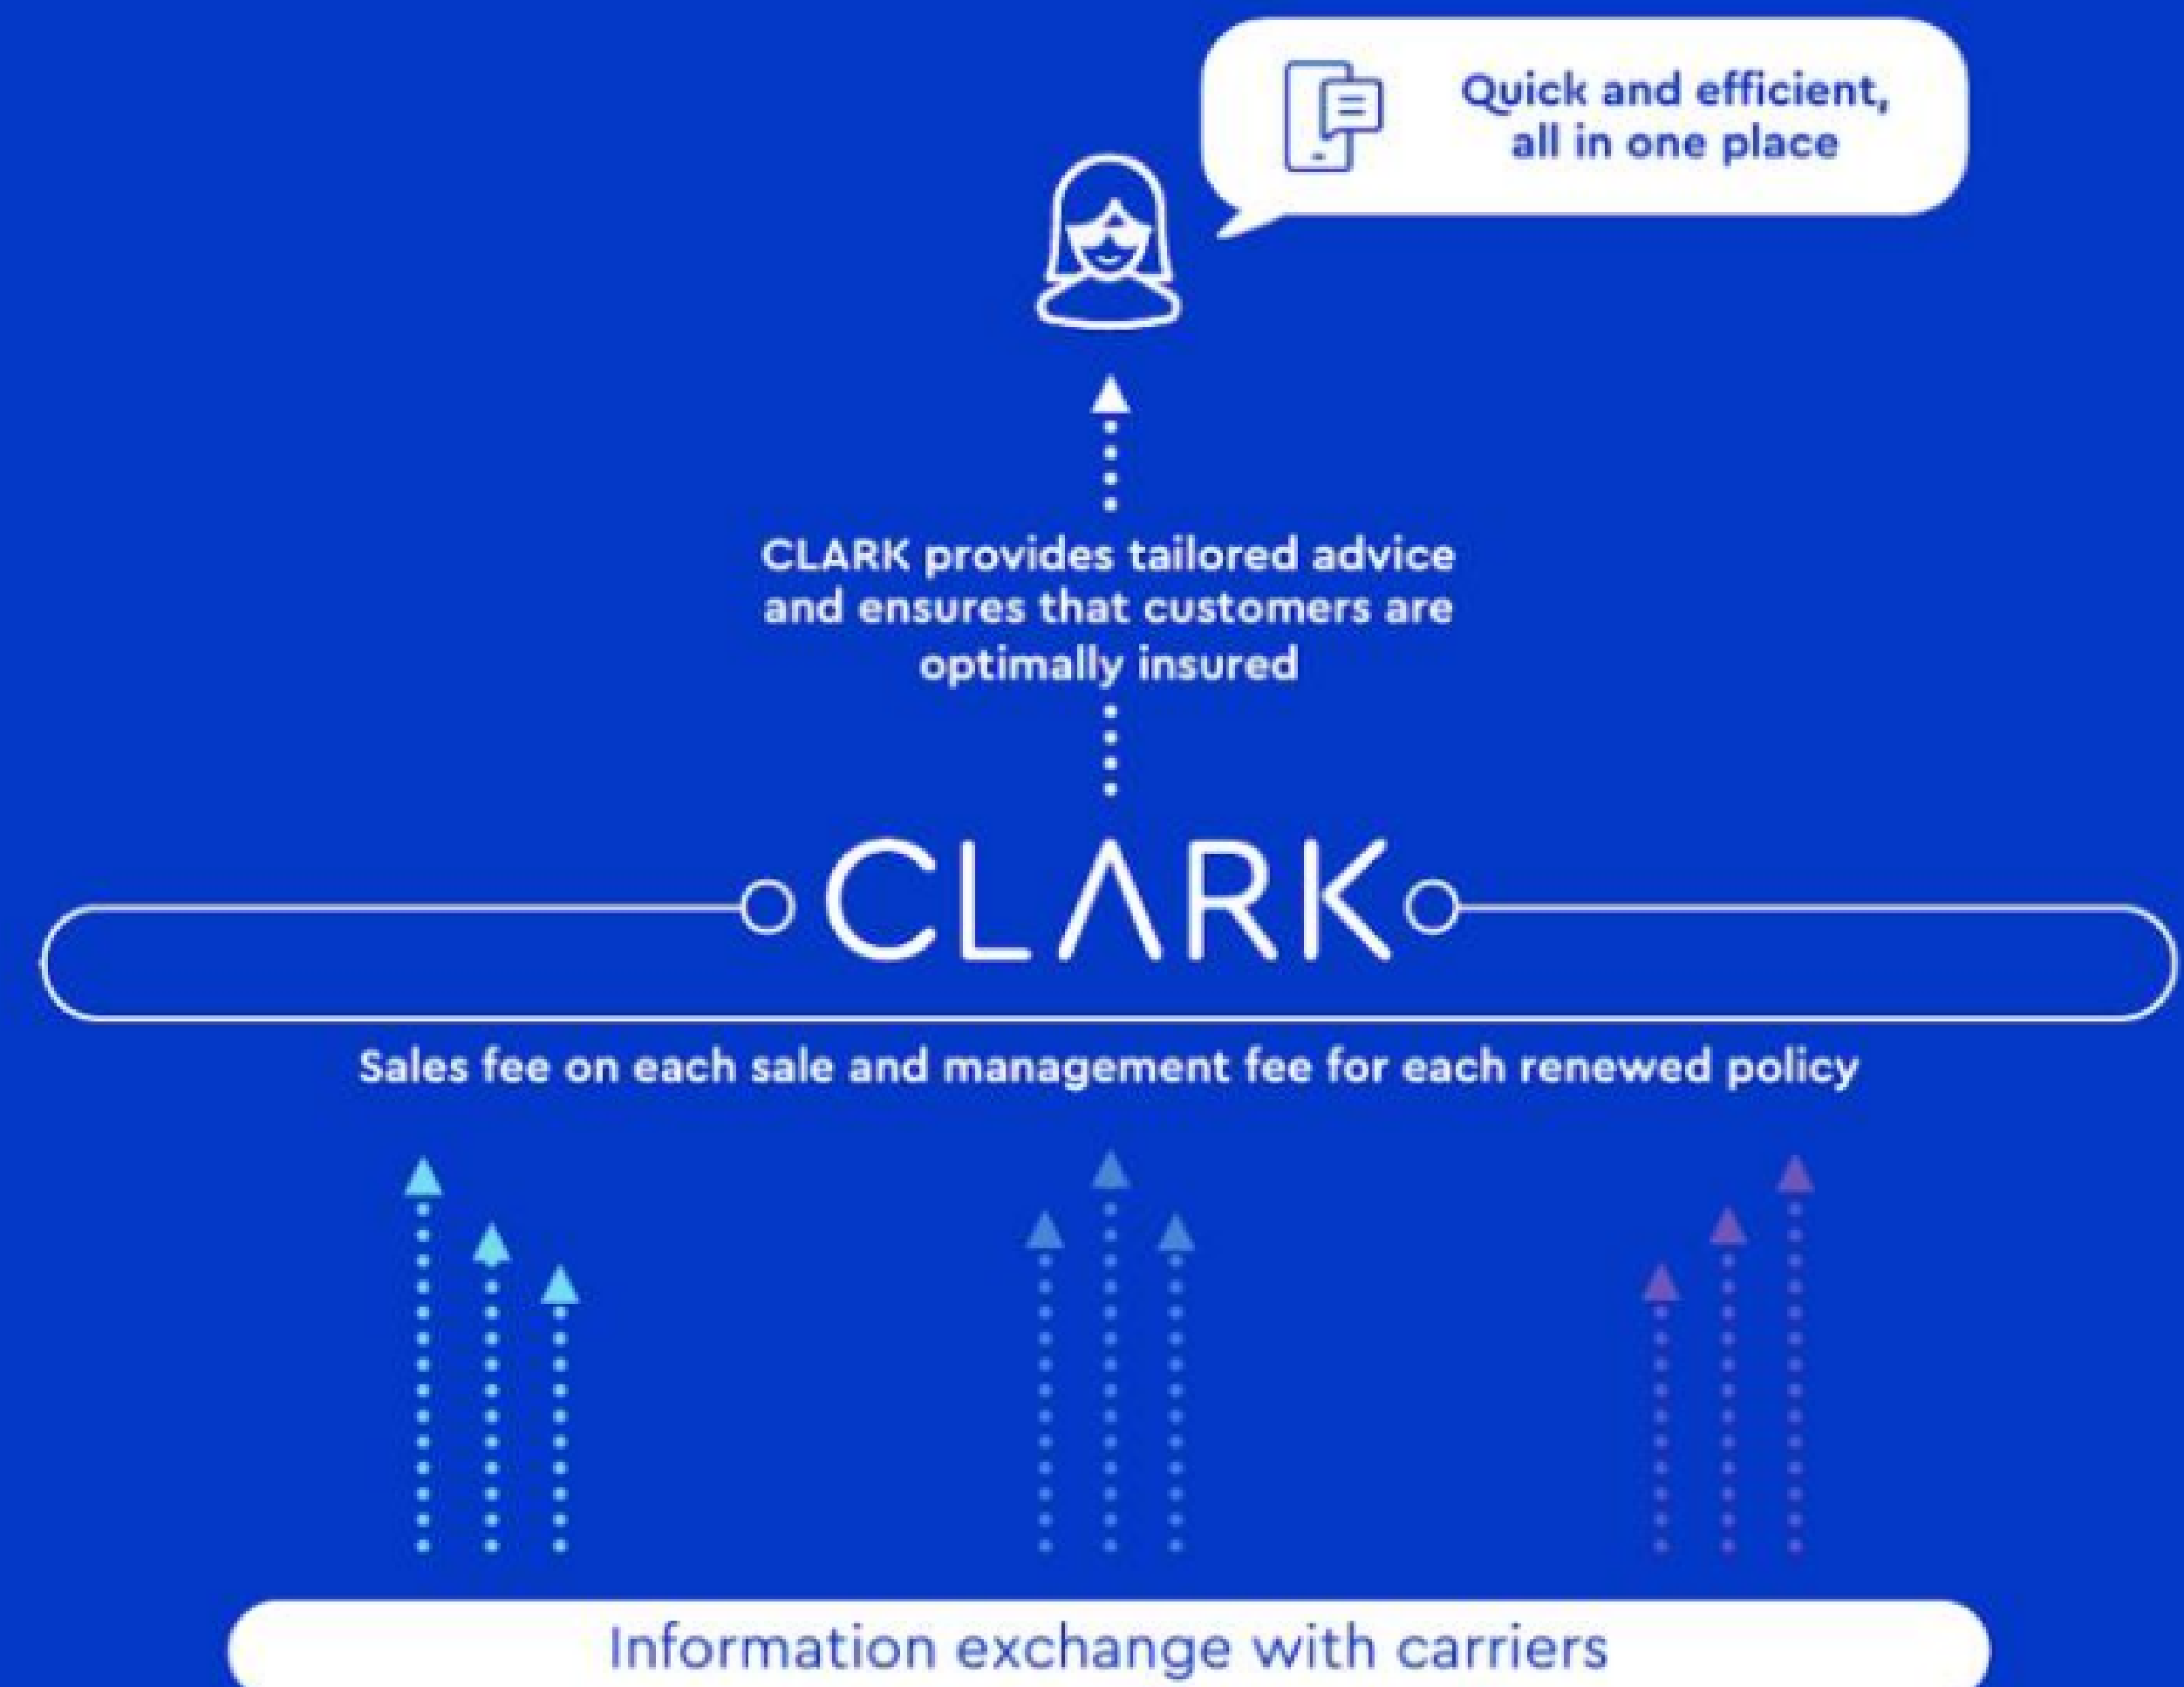 Quick and efficient,
all in one place
CLARK provides tailored advice
and ensures that customers are
optimally insured
CLARK
Sales fee on each sale and management fee for each renewed policy
Information exchange with carriers